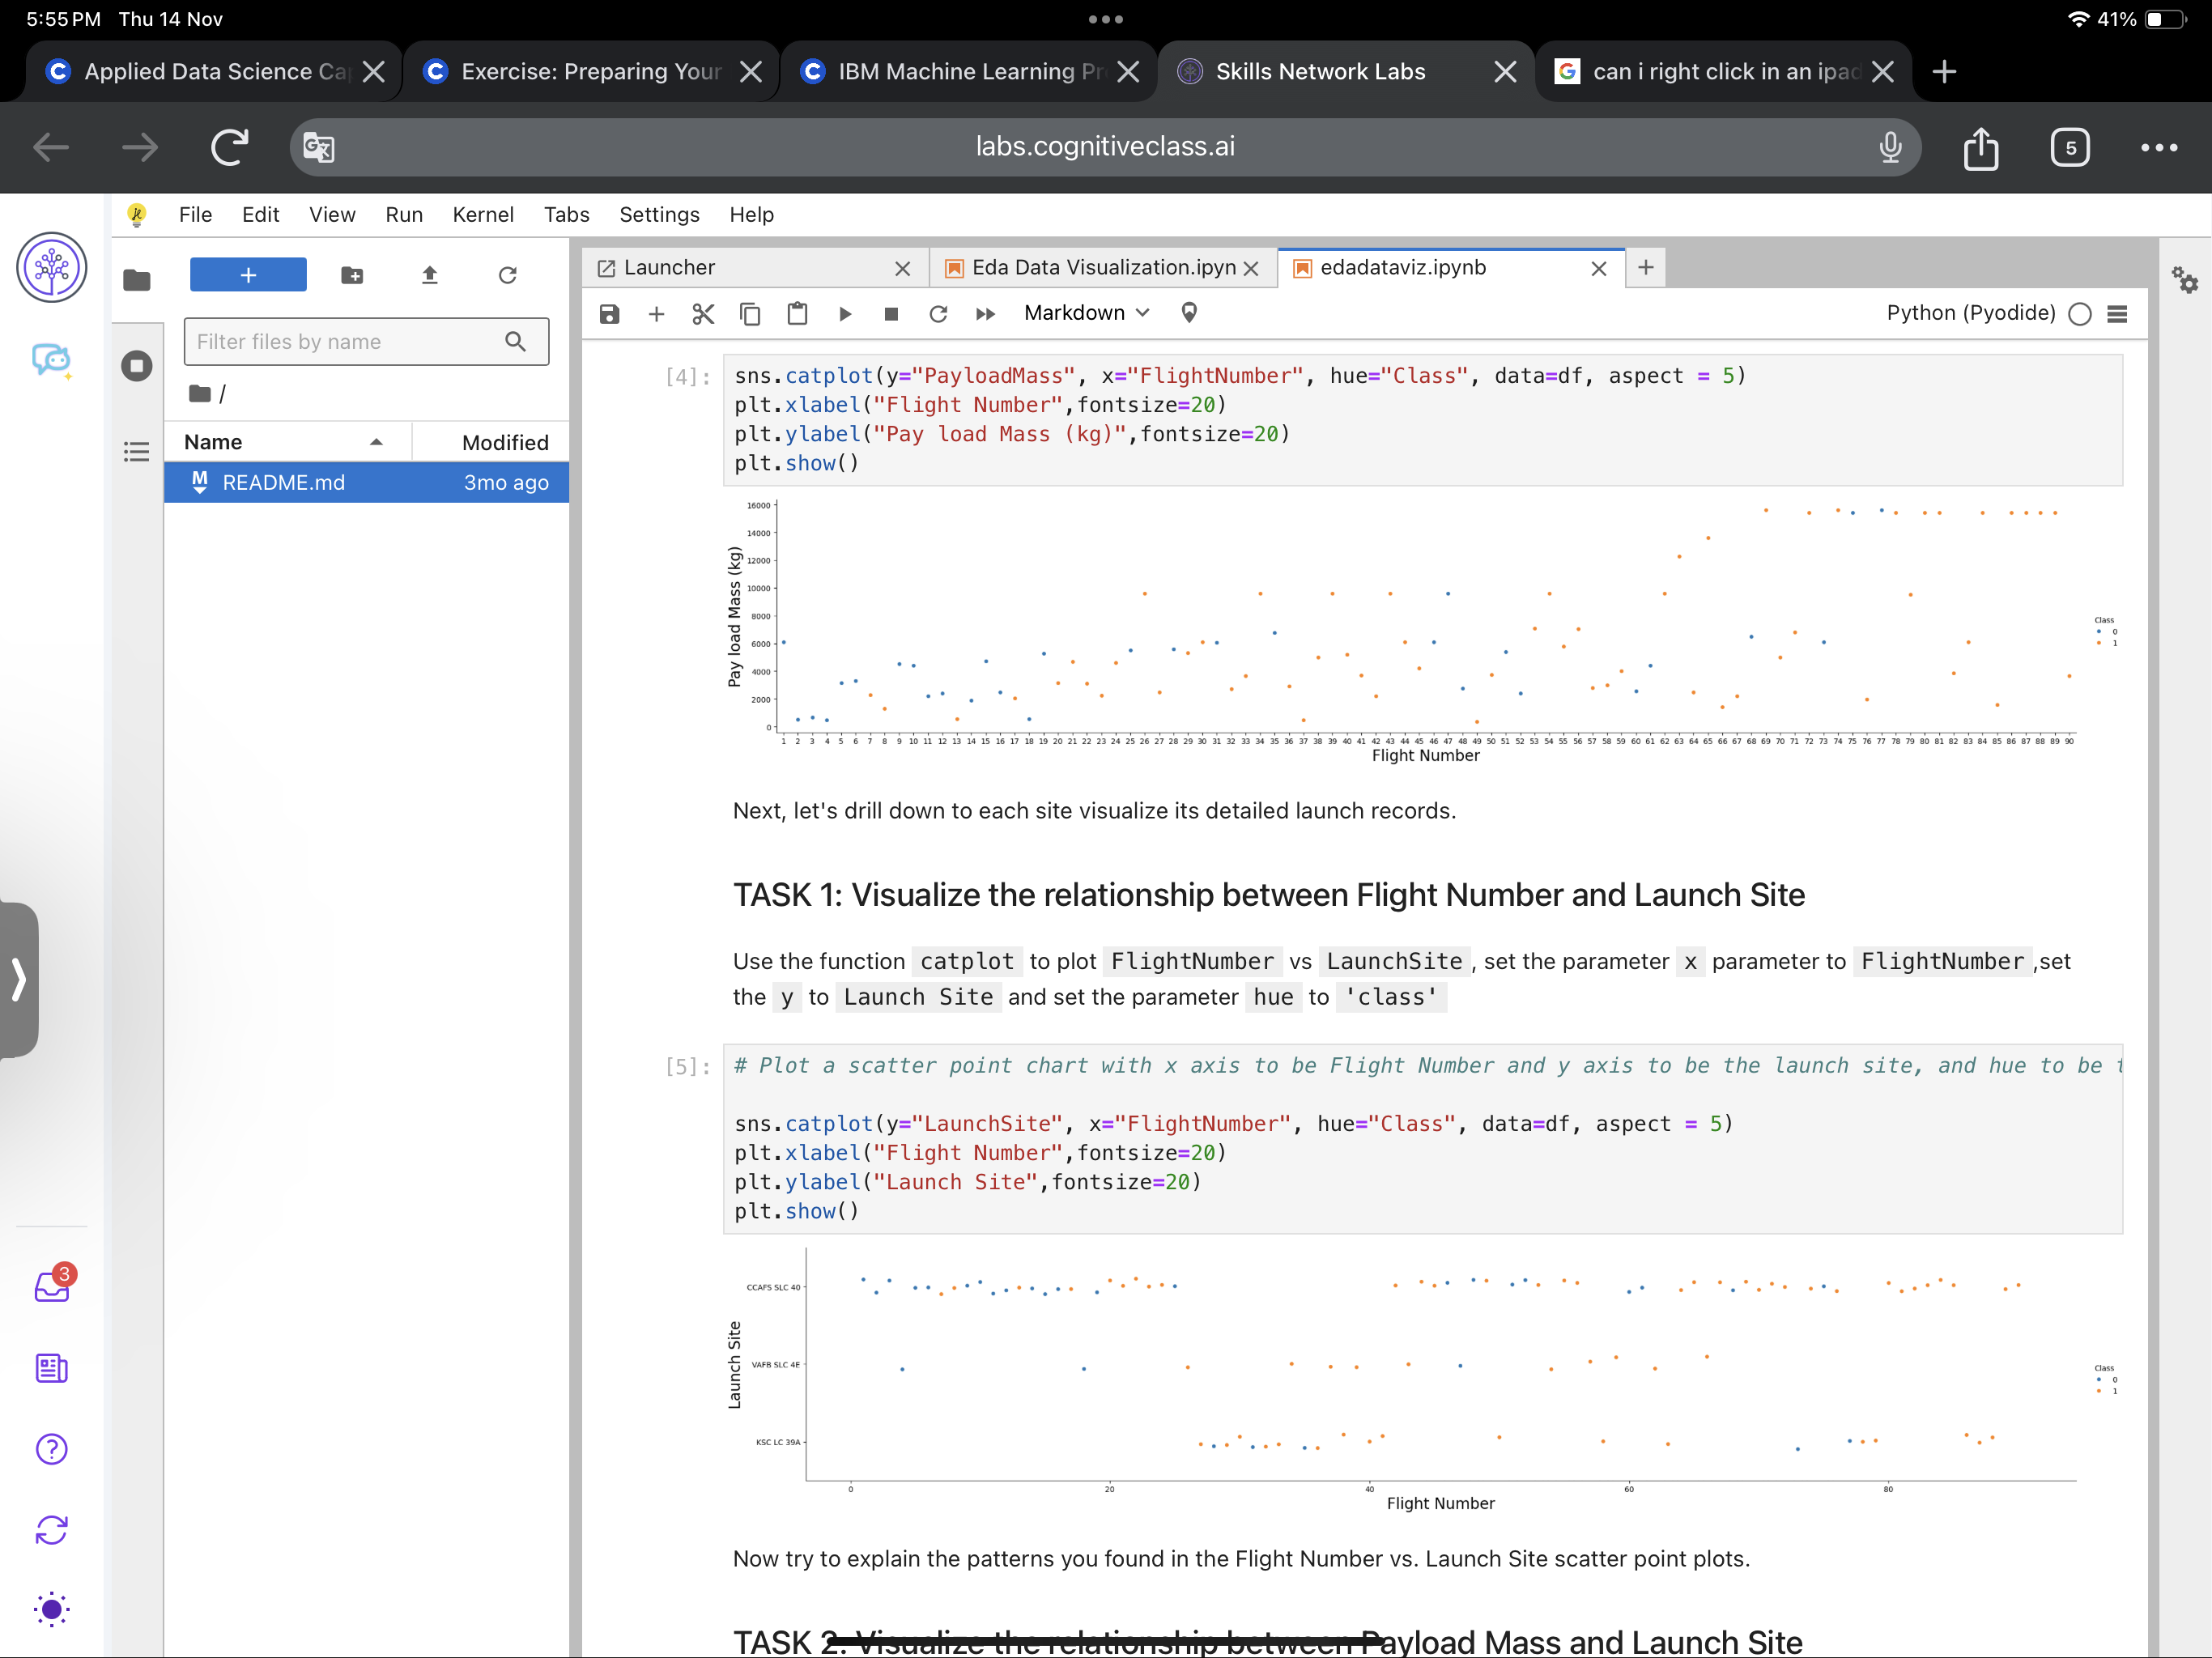 5:55 PM Thu 14 Nov
41%
Applied Data Science Ca
Exercise: Preparing Your
IBM Machine Learning Pr
Skills Network Labs
can i right click in an ipad
labs.cognitiveclass.ai
5
File Edit View Run Kernel Tabs Settings Help
Launcher
Eda Data Visualization.ipyn
edadataviz.ipynb
Markdown
Python (Pyodide)
Filter files by name
/
Name Modified
README.md 3mo ago
3
[4]:
sns.catplot(y="PayloadMass", x="FlightNumber", hue="Class", data=df, aspect = 5)
plt.xlabel("Flight Number",fontsize=20)
plt.ylabel("Pay load Mass (kg)",fontsize=20)
plt.show()
Pay load Mass (kg)
16000
14000
12000
10000
8000
6000
4000
2000
0
1 2 3 4 5 6 7 8 9 10 11 12 13 14 15 16 17 18 19 20 21 22 23 24 25 26 27 28 29 30 31 32 33 34 35 36 37 38 39 40 41 42 43 44 45 46 47 48 49 50 51 52 53 54 55 56 57 58 59 60 61 62 63 64 65 66 67 68 69 70 71 72 73 74 75 76 77 78 79 80 81 82 83 84 85 86 87 88 89 90
Flight Number
Class
0
1
Next, let's drill down to each site visualize its detailed launch records.
TASK 1: Visualize the relationship between Flight Number and Launch Site
Use the function catplot to plot FlightNumber vs LaunchSite , set the parameter x parameter to FlightNumber ,set
the y to Launch Site and set the parameter hue to 'class'
[5]:
# Plot a scatter point chart with x axis to be Flight Number and y axis to be the launch site, and hue to be t
sns.catplot(y="LaunchSite", x="FlightNumber", hue="Class", data=df, aspect = 5)
plt.xlabel("Flight Number",fontsize=20)
plt.ylabel("Launch Site",fontsize=20)
plt.show()
Launch Site
CCAFS SLC 40
VAFB SLC 4E
KSC LC 39A
0 20 40 60 80
Flight Number
Class
0
1
Now try to explain the patterns you found in the Flight Number vs. Launch Site scatter point plots.
TASK 2: Visualize the relationship between Payload Mass and Launch Site